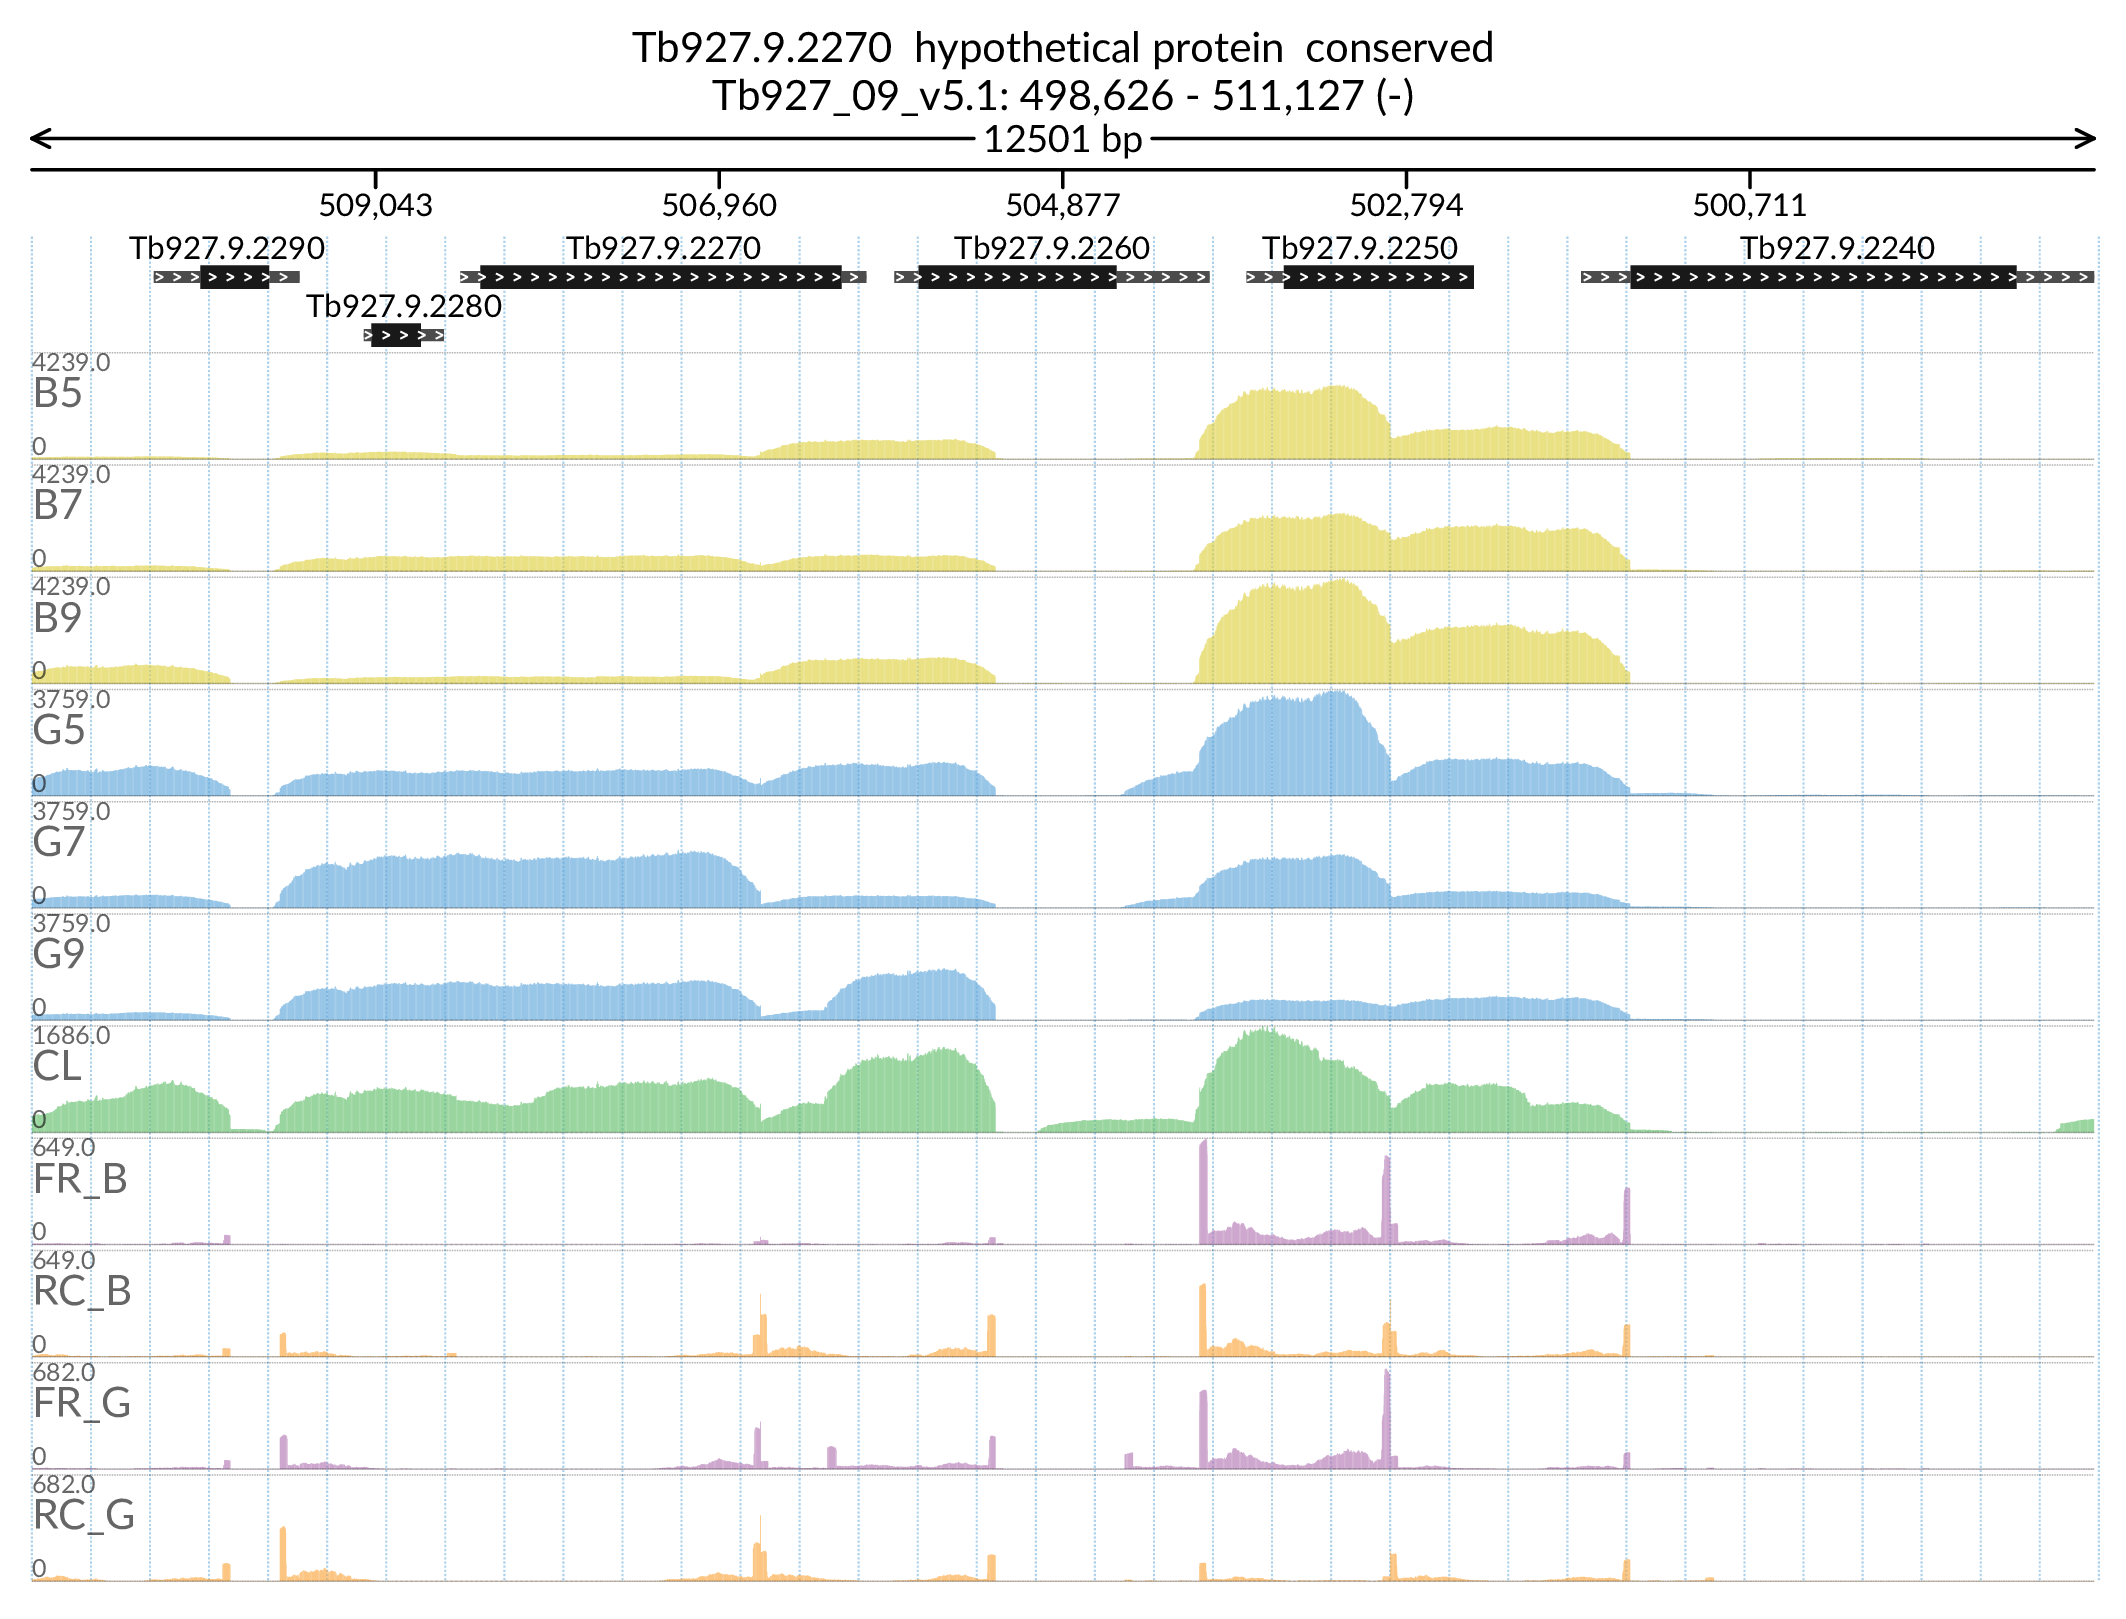 Tb927.9.2270  hypothetical protein  conserved
Tb927_09_v5.1: 498,626 - 511,127 (-)
12501 bp
509,043 506,960 504,877 502,794 500,711
Tb927.9.2290 Tb927.9.2270 Tb927.9.2260 Tb927.9.2250 Tb927.9.2240
Tb927.9.2280
4239.0
B5
0
4239.0
B7
0
4239.0
B9
0
3759.0
G5
0
3759.0
G7
0
3759.0
G9
0
1686.0
CL
0
649.0
FR_B
0
649.0
RC_B
0
682.0
FR_G
0
682.0
RC_G
0